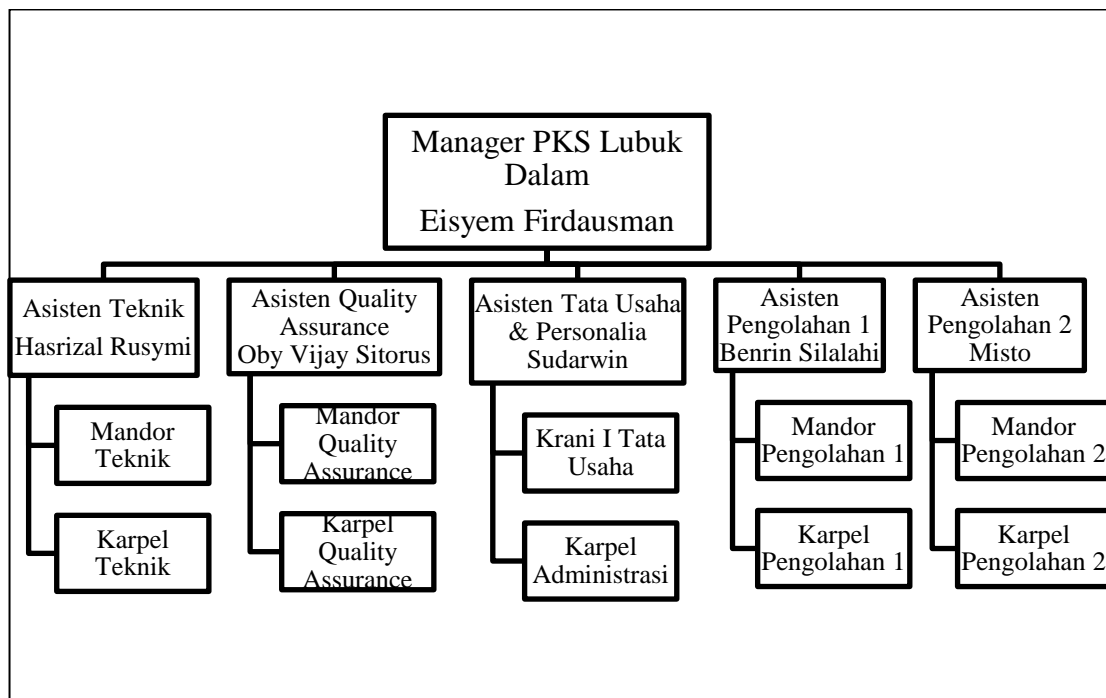 Manager PKS Lubuk
Dalam
Eisyem Firdausman
Asisten Teknik
Hasrizal Rusymi
Asisten Quality
Assurance
Oby Vijay Sitorus
Asisten Tata Usaha
& Personalia
Sudarwin
Asisten
Pengolahan 1
Benrin Silalahi
Asisten
Pengolahan 2
Misto
Mandor
Teknik
Mandor
Quality
Assurance
Krani I Tata
Usaha
Mandor
Pengolahan 1
Mandor
Pengolahan 2
Karpel
Teknik
Karpel
Quality
Assurance
Karpel
Administrasi
Karpel
Pengolahan 1
Karpel
Pengolahan 2